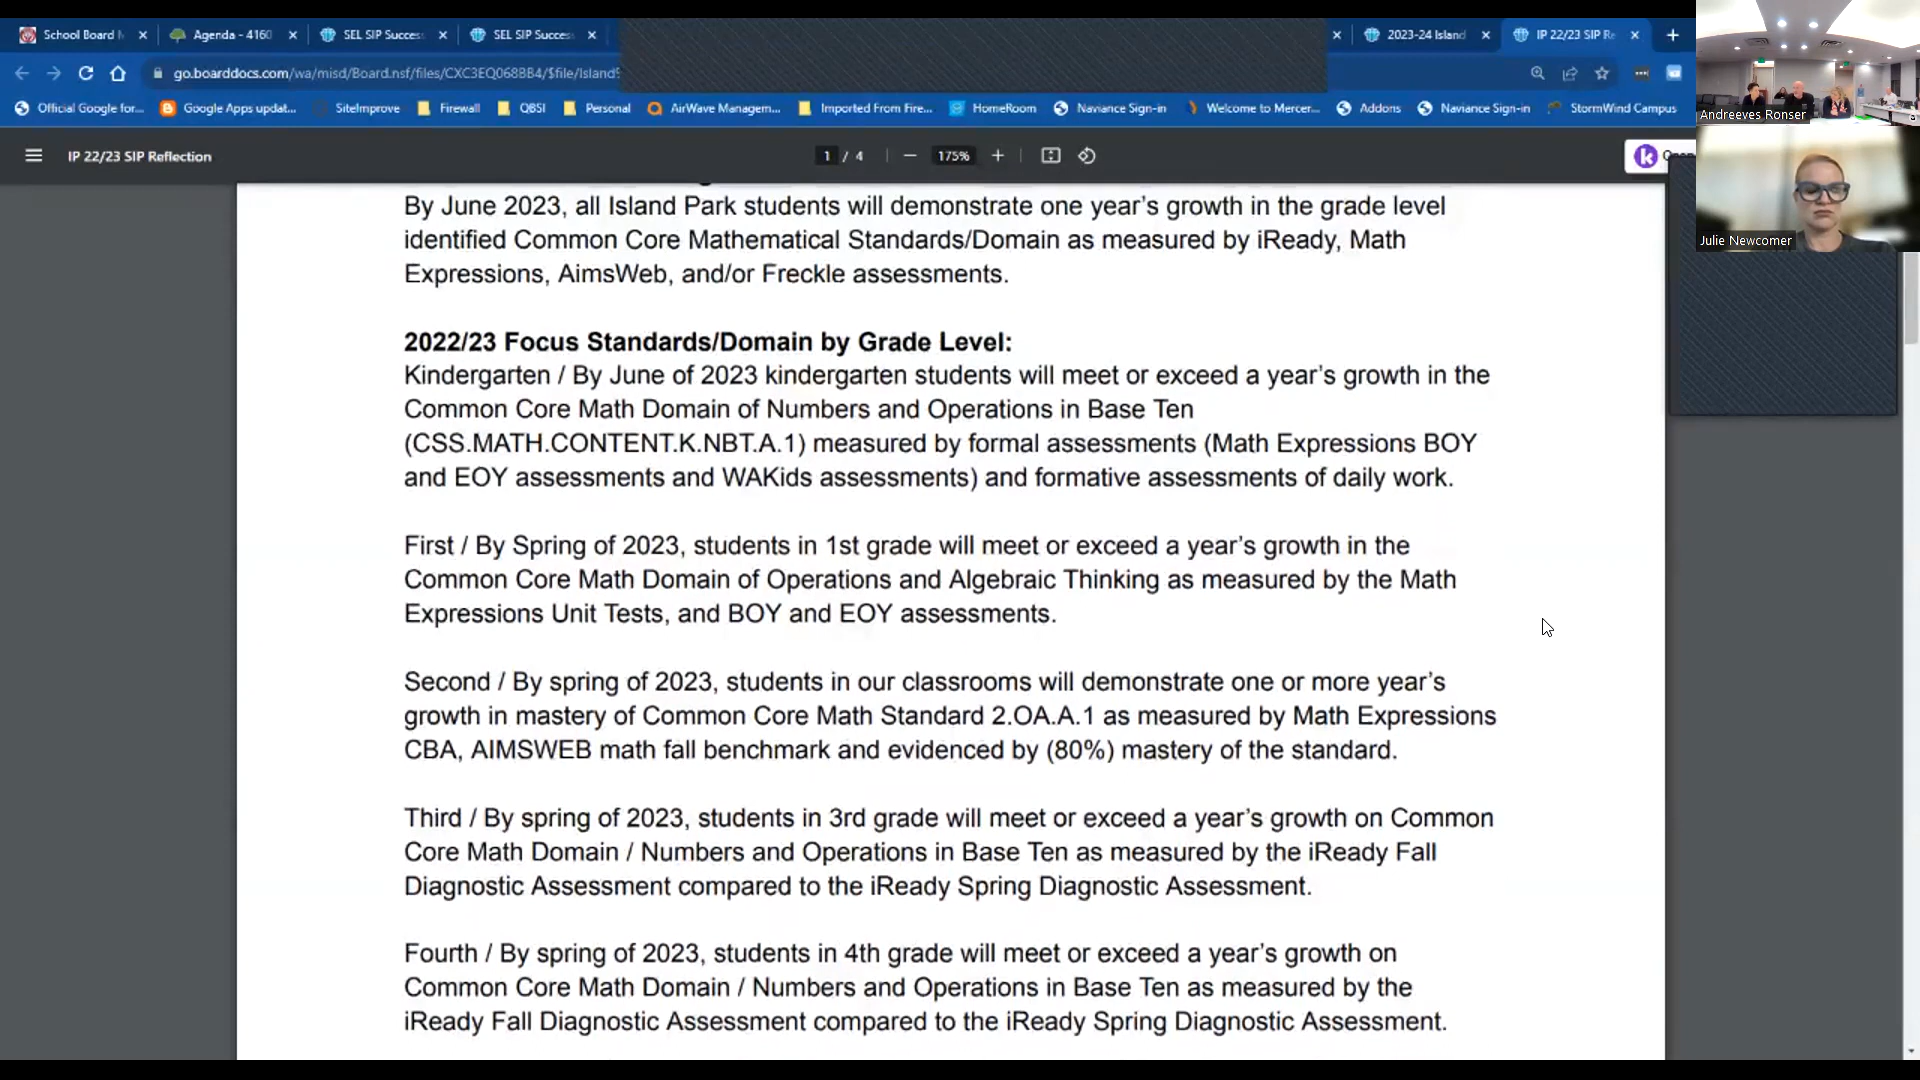 School Board
Agenda - 4160
SEL SIP Success
SEL SIP Success
2023-24 Island
IP 22/23 SIP Re
go.boarddocs.com/wa/misd/Board.nsf/files/CXC3EQ068BB4/$file/Island
Official Google for...
Google Apps updat...
SiteImprove
Firewall
QBSI
Personal
AirWave Managem...
Imported From Fire...
HomeRoom
Naviance Sign-in
Welcome to Mercer...
Addons
Naviance Sign-in
StormWind Campus
Andreeves Ronser
IP 22/23 SIP Reflection
1 / 4
175%
Julie Newcomer
By June 2023, all Island Park students will demonstrate one year's growth in the grade level
identified Common Core Mathematical Standards/Domain as measured by iReady, Math
Expressions, AimsWeb, and/or Freckle assessments.
2022/23 Focus Standards/Domain by Grade Level:
Kindergarten / By June of 2023 kindergarten students will meet or exceed a year's growth in the
Common Core Math Domain of Numbers and Operations in Base Ten
(CSS.MATH.CONTENT.K.NBT.A.1) measured by formal assessments (Math Expressions BOY
and EOY assessments and WAKids assessments) and formative assessments of daily work.
First / By Spring of 2023, students in 1st grade will meet or exceed a year's growth in the
Common Core Math Domain of Operations and Algebraic Thinking as measured by the Math
Expressions Unit Tests, and BOY and EOY assessments.
Second / By spring of 2023, students in our classrooms will demonstrate one or more year's
growth in mastery of Common Core Math Standard 2.OA.A.1 as measured by Math Expressions
CBA, AIMSWEB math fall benchmark and evidenced by (80%) mastery of the standard.
Third / By spring of 2023, students in 3rd grade will meet or exceed a year's growth on Common
Core Math Domain / Numbers and Operations in Base Ten as measured by the iReady Fall
Diagnostic Assessment compared to the iReady Spring Diagnostic Assessment.
Fourth / By spring of 2023, students in 4th grade will meet or exceed a year's growth on
Common Core Math Domain / Numbers and Operations in Base Ten as measured by the
iReady Fall Diagnostic Assessment compared to the iReady Spring Diagnostic Assessment.